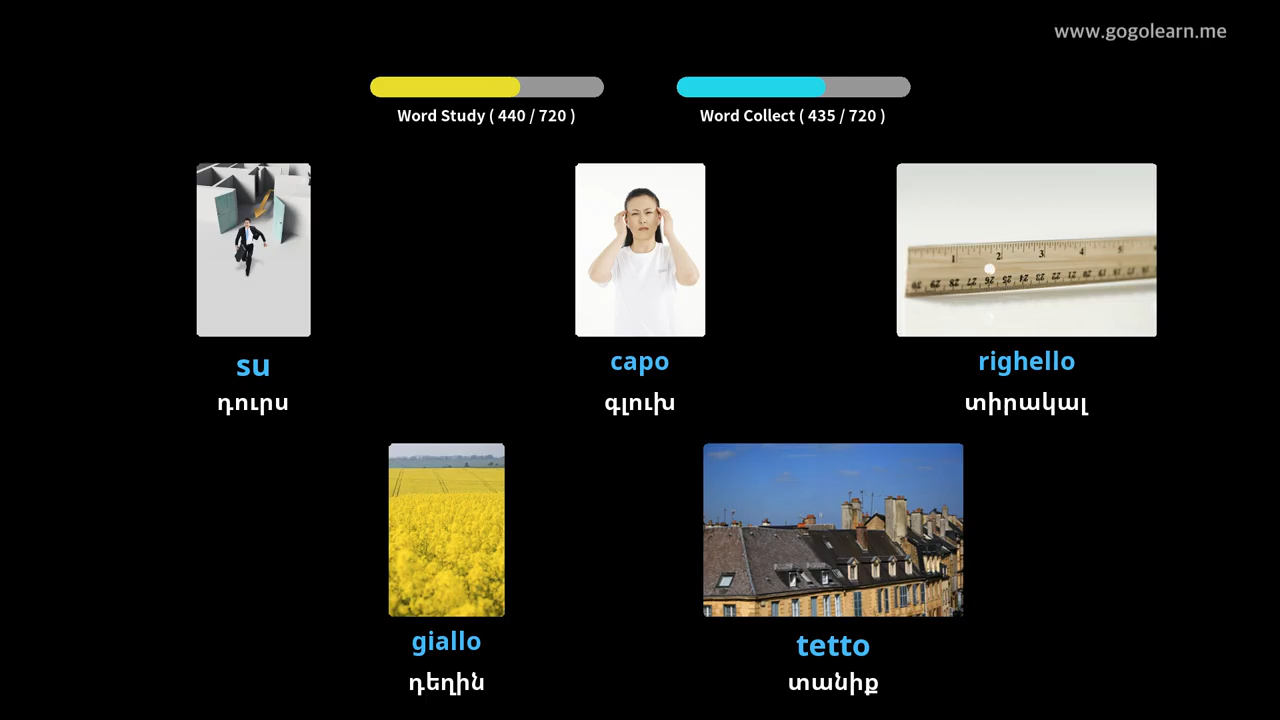 www.gogolearn.me
Word Study ( 440 / 720 )
Word Collect ( 435 / 720 )
su
դուրս
capo
գլուխ
righello
տիրակալ
giallo
դեղին
tetto
տանիք